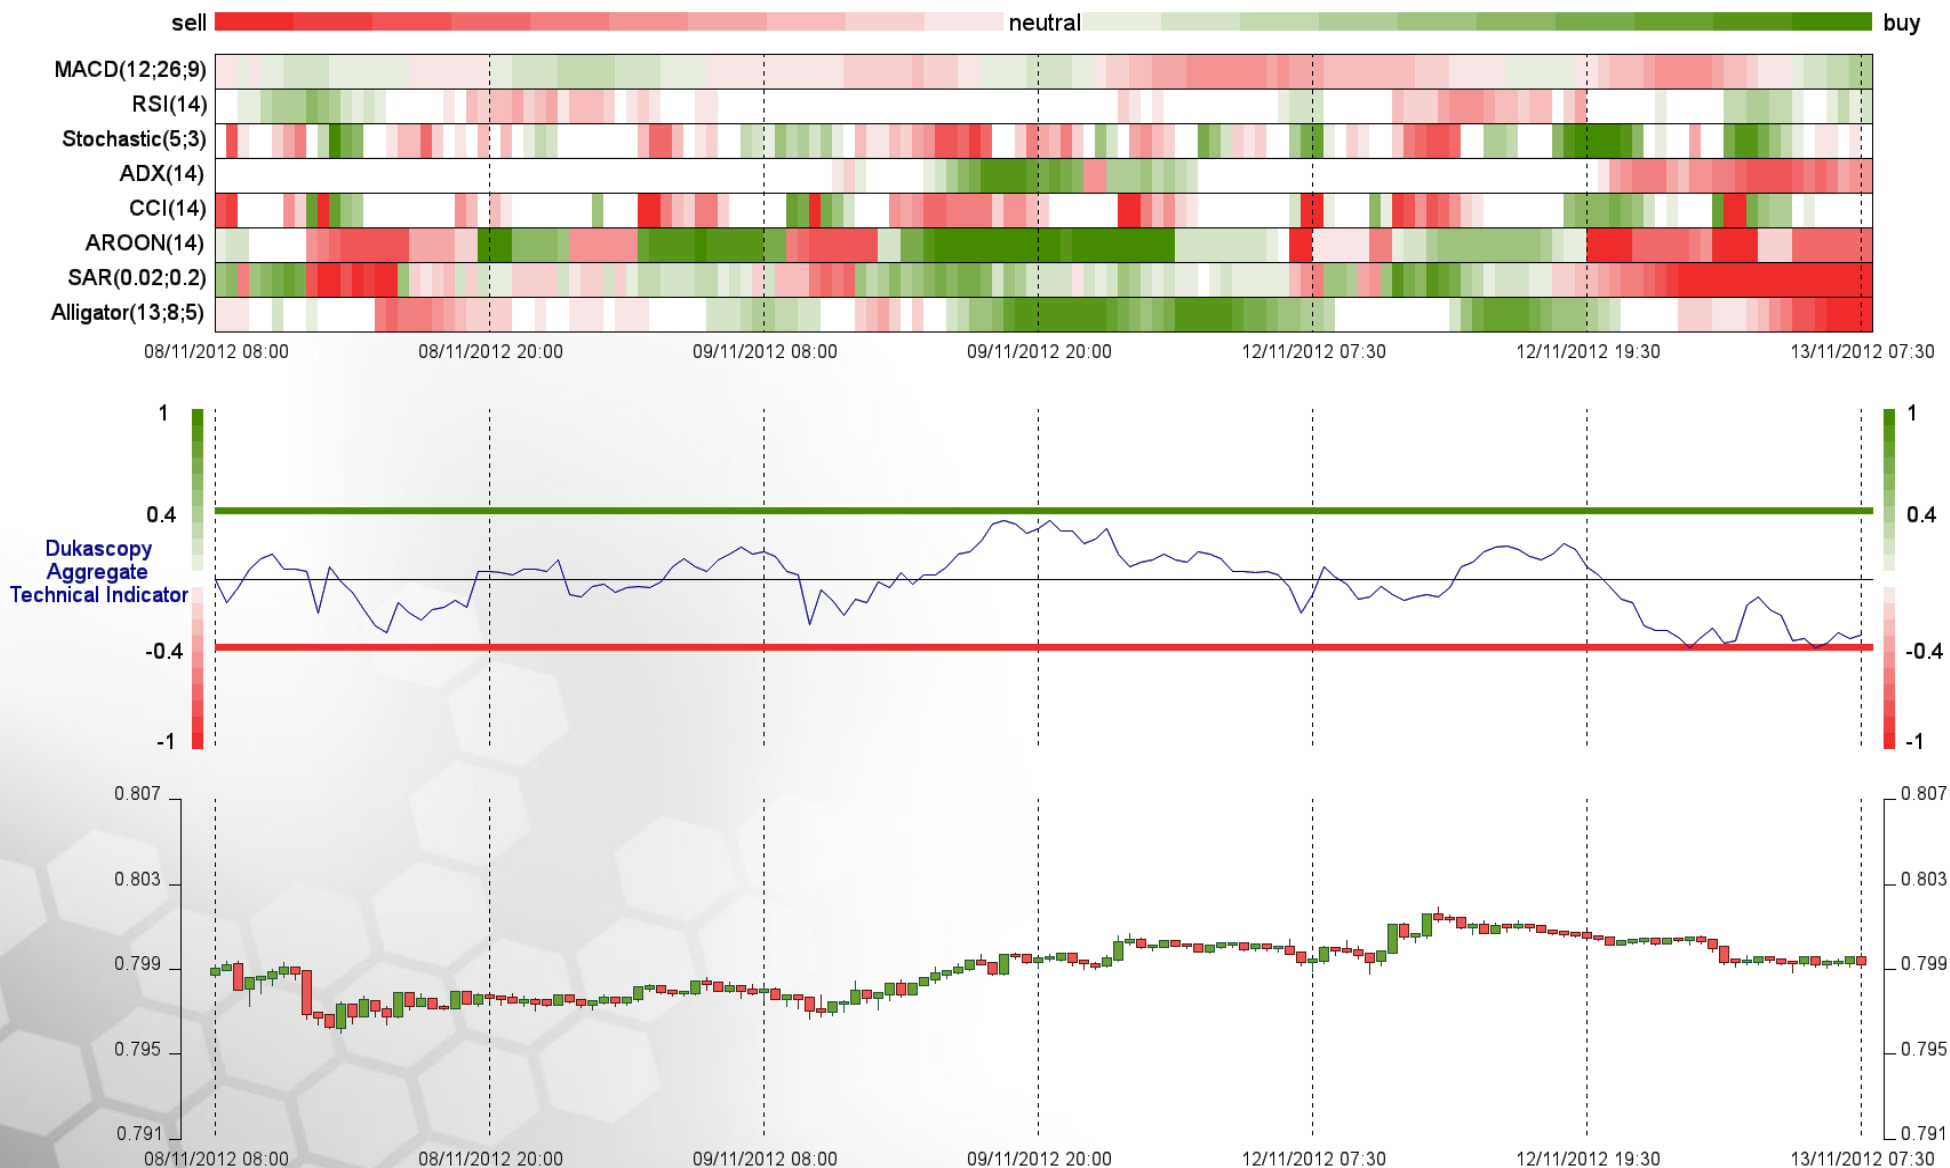 sell neutral buy
MACD(12;26;9)
RSI(14)
Stochastic(5;3)
ADX(14)
CCI(14)
AROON(14)
SAR(0.02;0.2)
Alligator(13;8;5)
08/11/2012 08:00 08/11/2012 20:00 09/11/2012 08:00 09/11/2012 20:00 12/11/2012 07:30 12/11/2012 19:30 13/11/2012 07:30
1 1
0.4 0.4
Dukascopy
Aggregate
Technical Indicator
-0.4 -0.4
-1 -1
0.807 0.807
0.803 0.803
0.799 0.799
0.795 0.795
0.791 0.791
08/11/2012 08:00 08/11/2012 20:00 09/11/2012 08:00 09/11/2012 20:00 12/11/2012 07:30 12/11/2012 19:30 13/11/2012 07:30